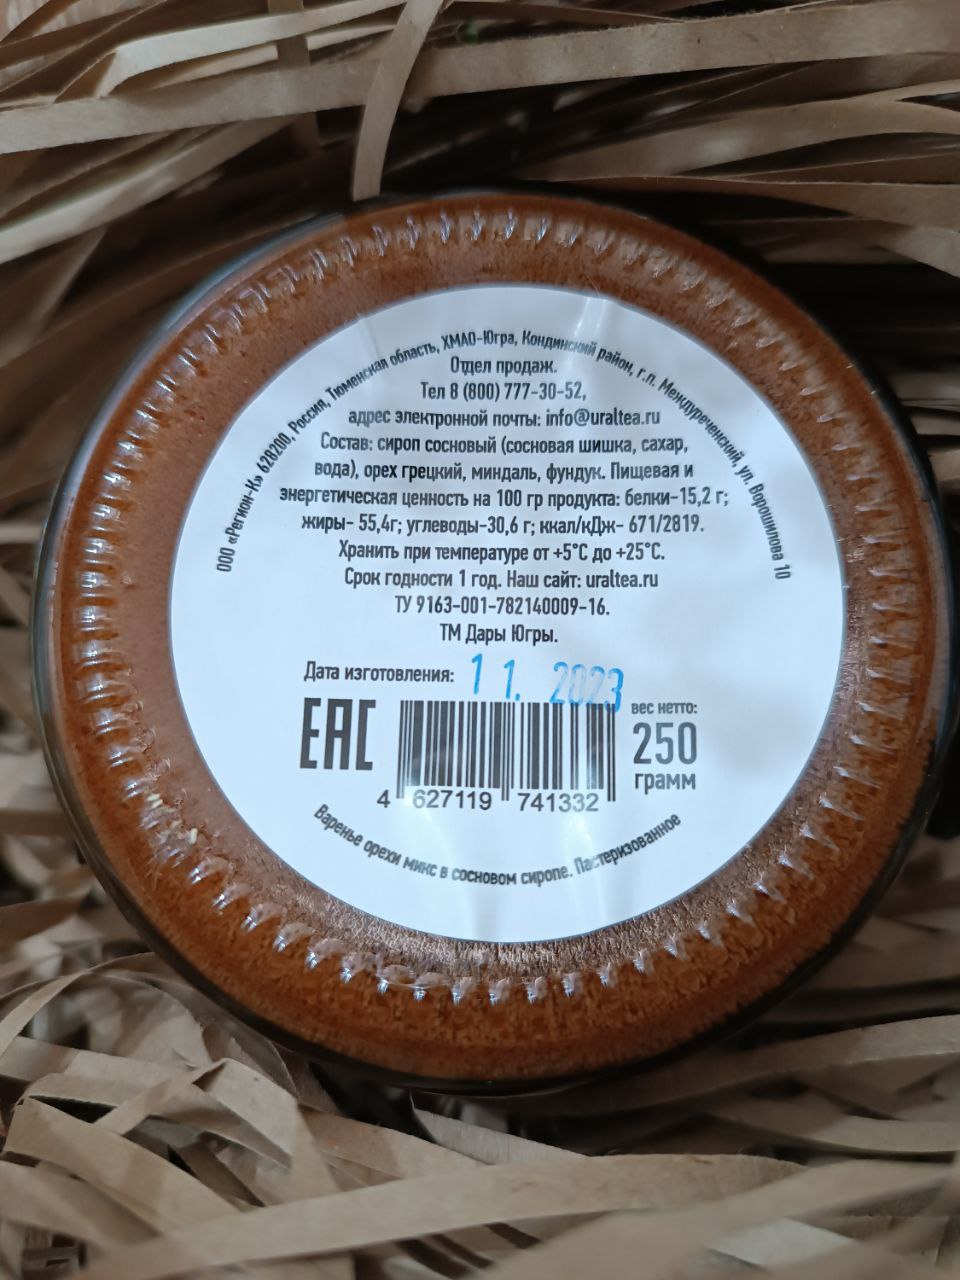 ООО «Регион-К» 628200, Россия, Тюменская область, ХМАО-Югра, Кондинский район, г.п. Междуреченский, ул. Ворошилова 10
Отдел продаж.
Тел 8 (800) 777-30-52,
адрес электронной почты: info@uraltea.ru
Состав: сироп сосновый (сосновая шишка, сахар,
вода), орех грецкий, миндаль, фундук. Пищевая и
энергетическая ценность на 100 гр продукта: белки-15,2 г;
жиры- 55,4г; углеводы-30,6 г; ккал/кДж- 671/2819.
Хранить при температуре от +5°С до +25°С.
Срок годности 1 год. Наш сайт: uraltea.ru
ТУ 9163-001-782140009-16.
ТМ Дары Югры.
Дата изготовления: 1 1. 2023
ЕАС
вес нетто:
250
грамм
4 627119 741332
Варенье орехи микс в сосновом сиропе. Пастеризованное